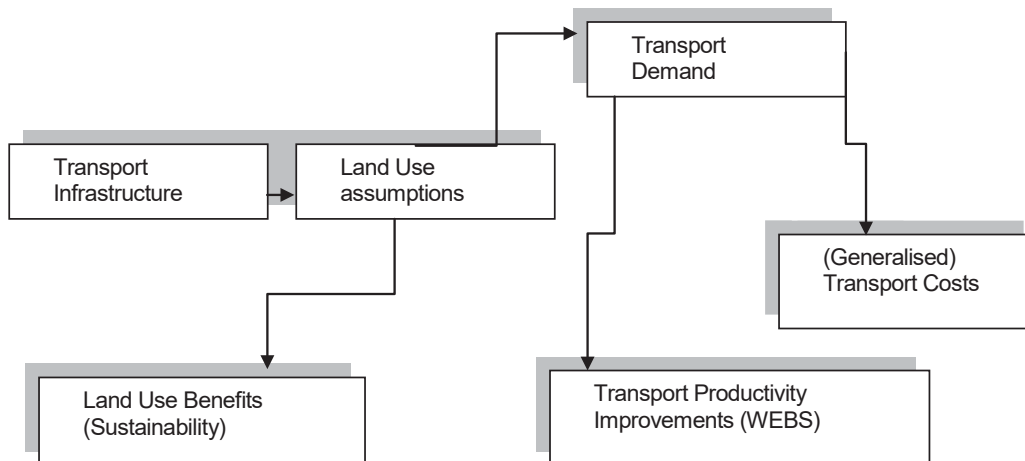 Transport
Demand
Transport
Infrastructure
Land Use
assumptions
(Generalised)
Transport Costs
Land Use Benefits
(Sustainability)
Transport Productivity
Improvements (WEBS)